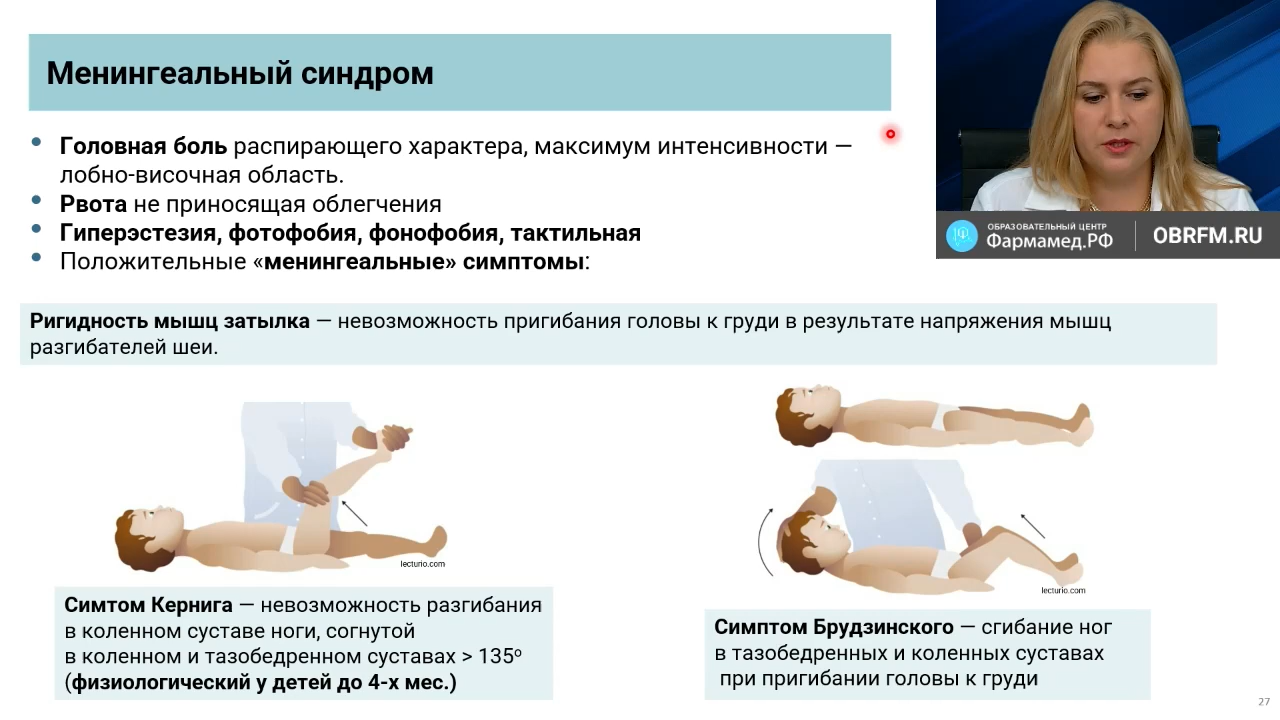 Менингеальный синдром
Головная боль распирающего характера, максимум интенсивности —
лобно-височная область.
Рвота не приносящая облегчения
Гиперэстезия, фотофобия, фонофобия, тактильная
Положительные «менингеальные» симптомы:
ОБРАЗОВАТЕЛЬНЫЙ ЦЕНТР
Фармамед.РФ
OBRFM.RU
Ригидность мышц затылка — невозможность пригибания головы к груди в результате напряжения мышц
разгибателей шеи.
lecturio.com
lecturio.com
Симтом Кернига — невозможность разгибания
в коленном суставе ноги, согнутой
в коленном и тазобедренном суставах > 135º
(физиологический у детей до 4-х мес.)
Симптом Брудзинского — сгибание ног
в тазобедренных и коленных суставах
при пригибании головы к груди
27